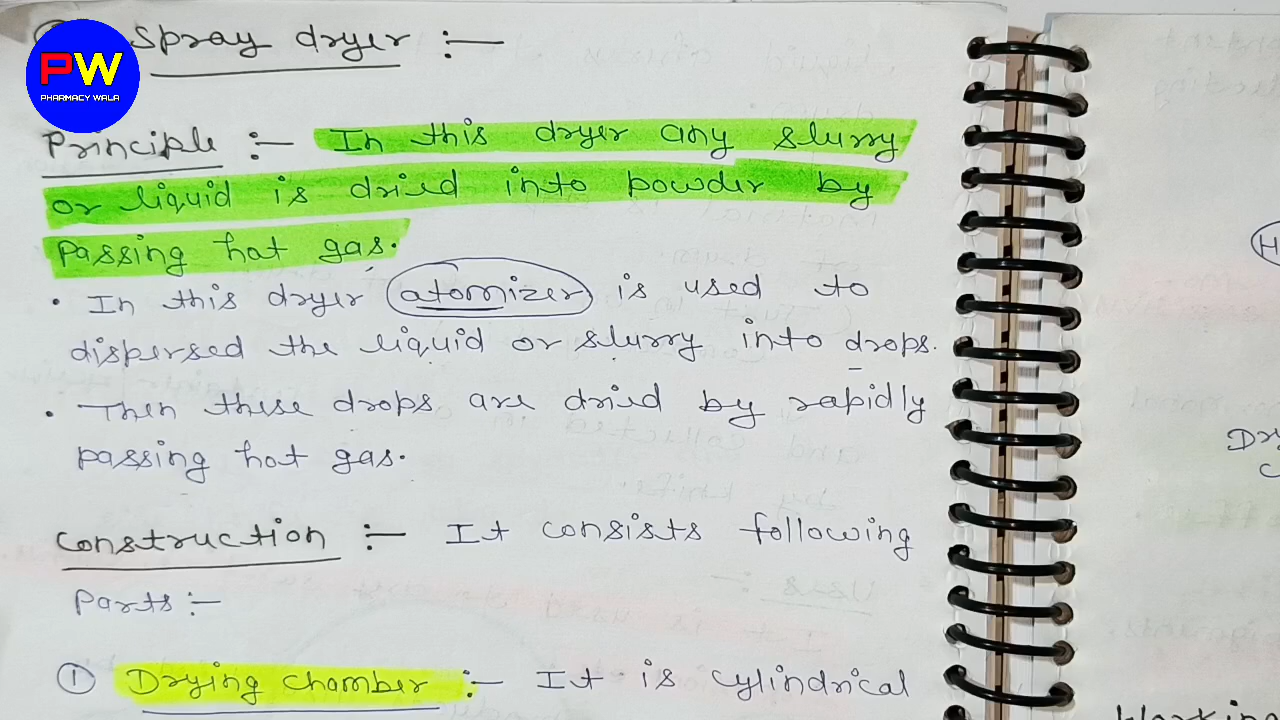 Spray dryer :-
PW
PHARMACY WALA
Principle :- In this dryer any slurry
or liquid is dried into powder by
passing hot gas.
• In this dryer atomizer is used to
dispersed the liquid or slurry into drops.
• Then these drops are dried by rapidly
passing hot gas.
Construction :- It consists following
Parts :-
① Drying chamber :- It is cylindrical
H
Dry
C
Working